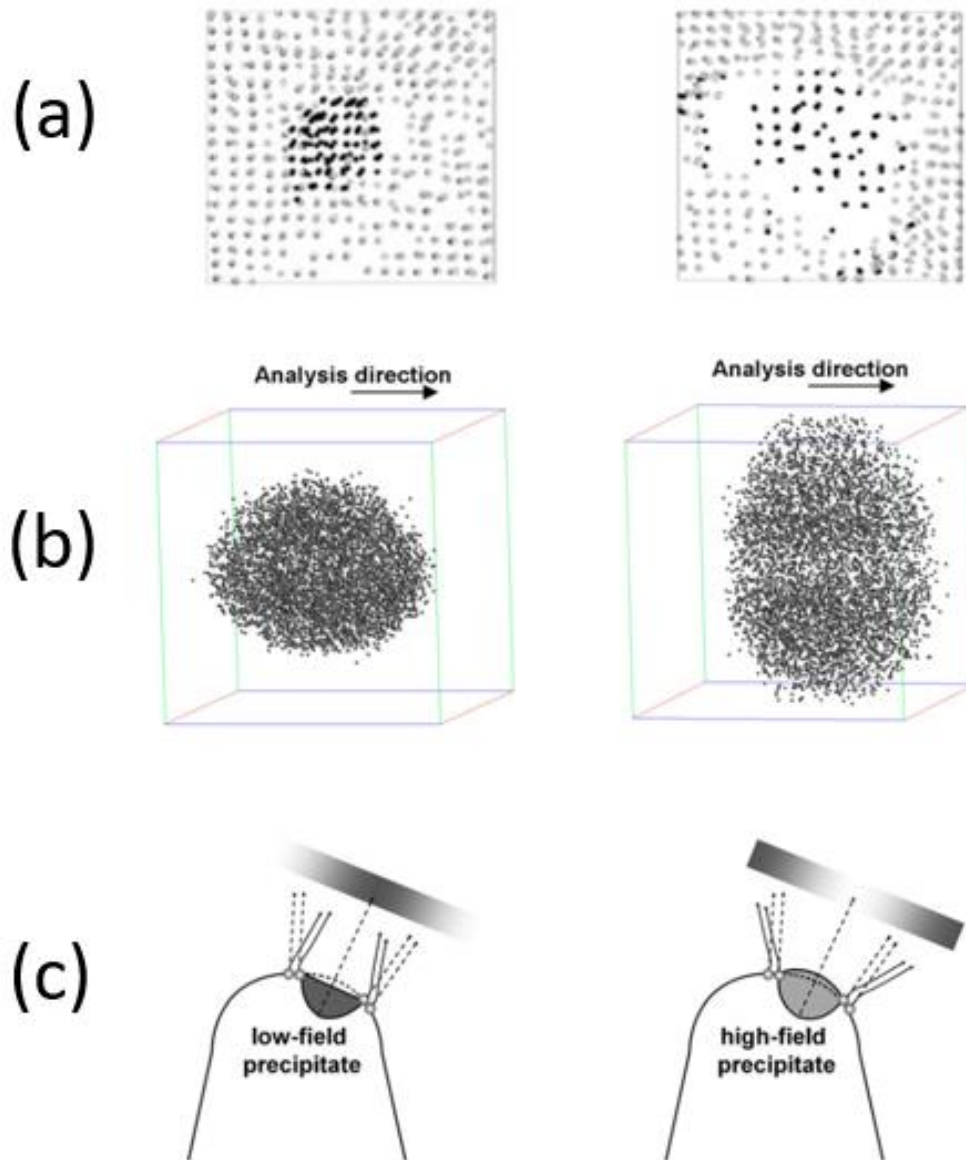 (a)
Analysis direction
Analysis direction
(b)
(c)
low-field
precipitate
high-field
precipitate